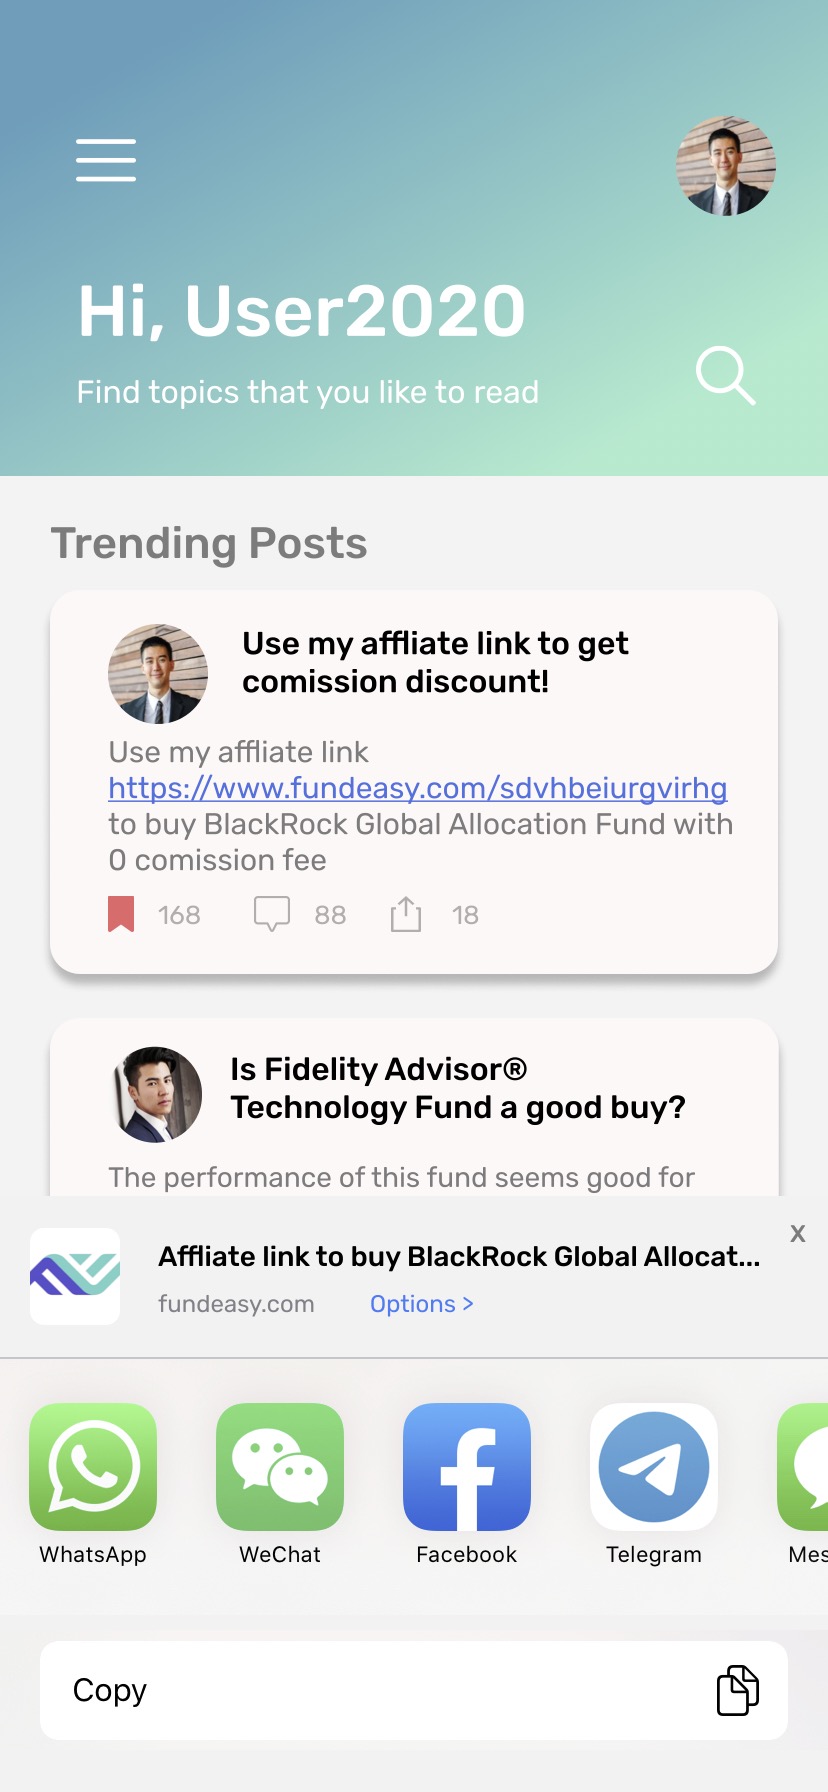 Hi, User2020
Find topics that you like to read
Trending Posts
Use my affliate link to get
comission discount!
Use my affliate link
https://www.fundeasy.com/sdvhbeiurgvirhg
to buy BlackRock Global Allocation Fund with
0 comission fee
168 88 18
Is Fidelity Advisor®
Technology Fund a good buy?
The performance of this fund seems good for
X
Affliate link to buy BlackRock Global Allocat...
fundeasy.com Options >
WhatsApp WeChat Facebook Telegram Mes
Copy